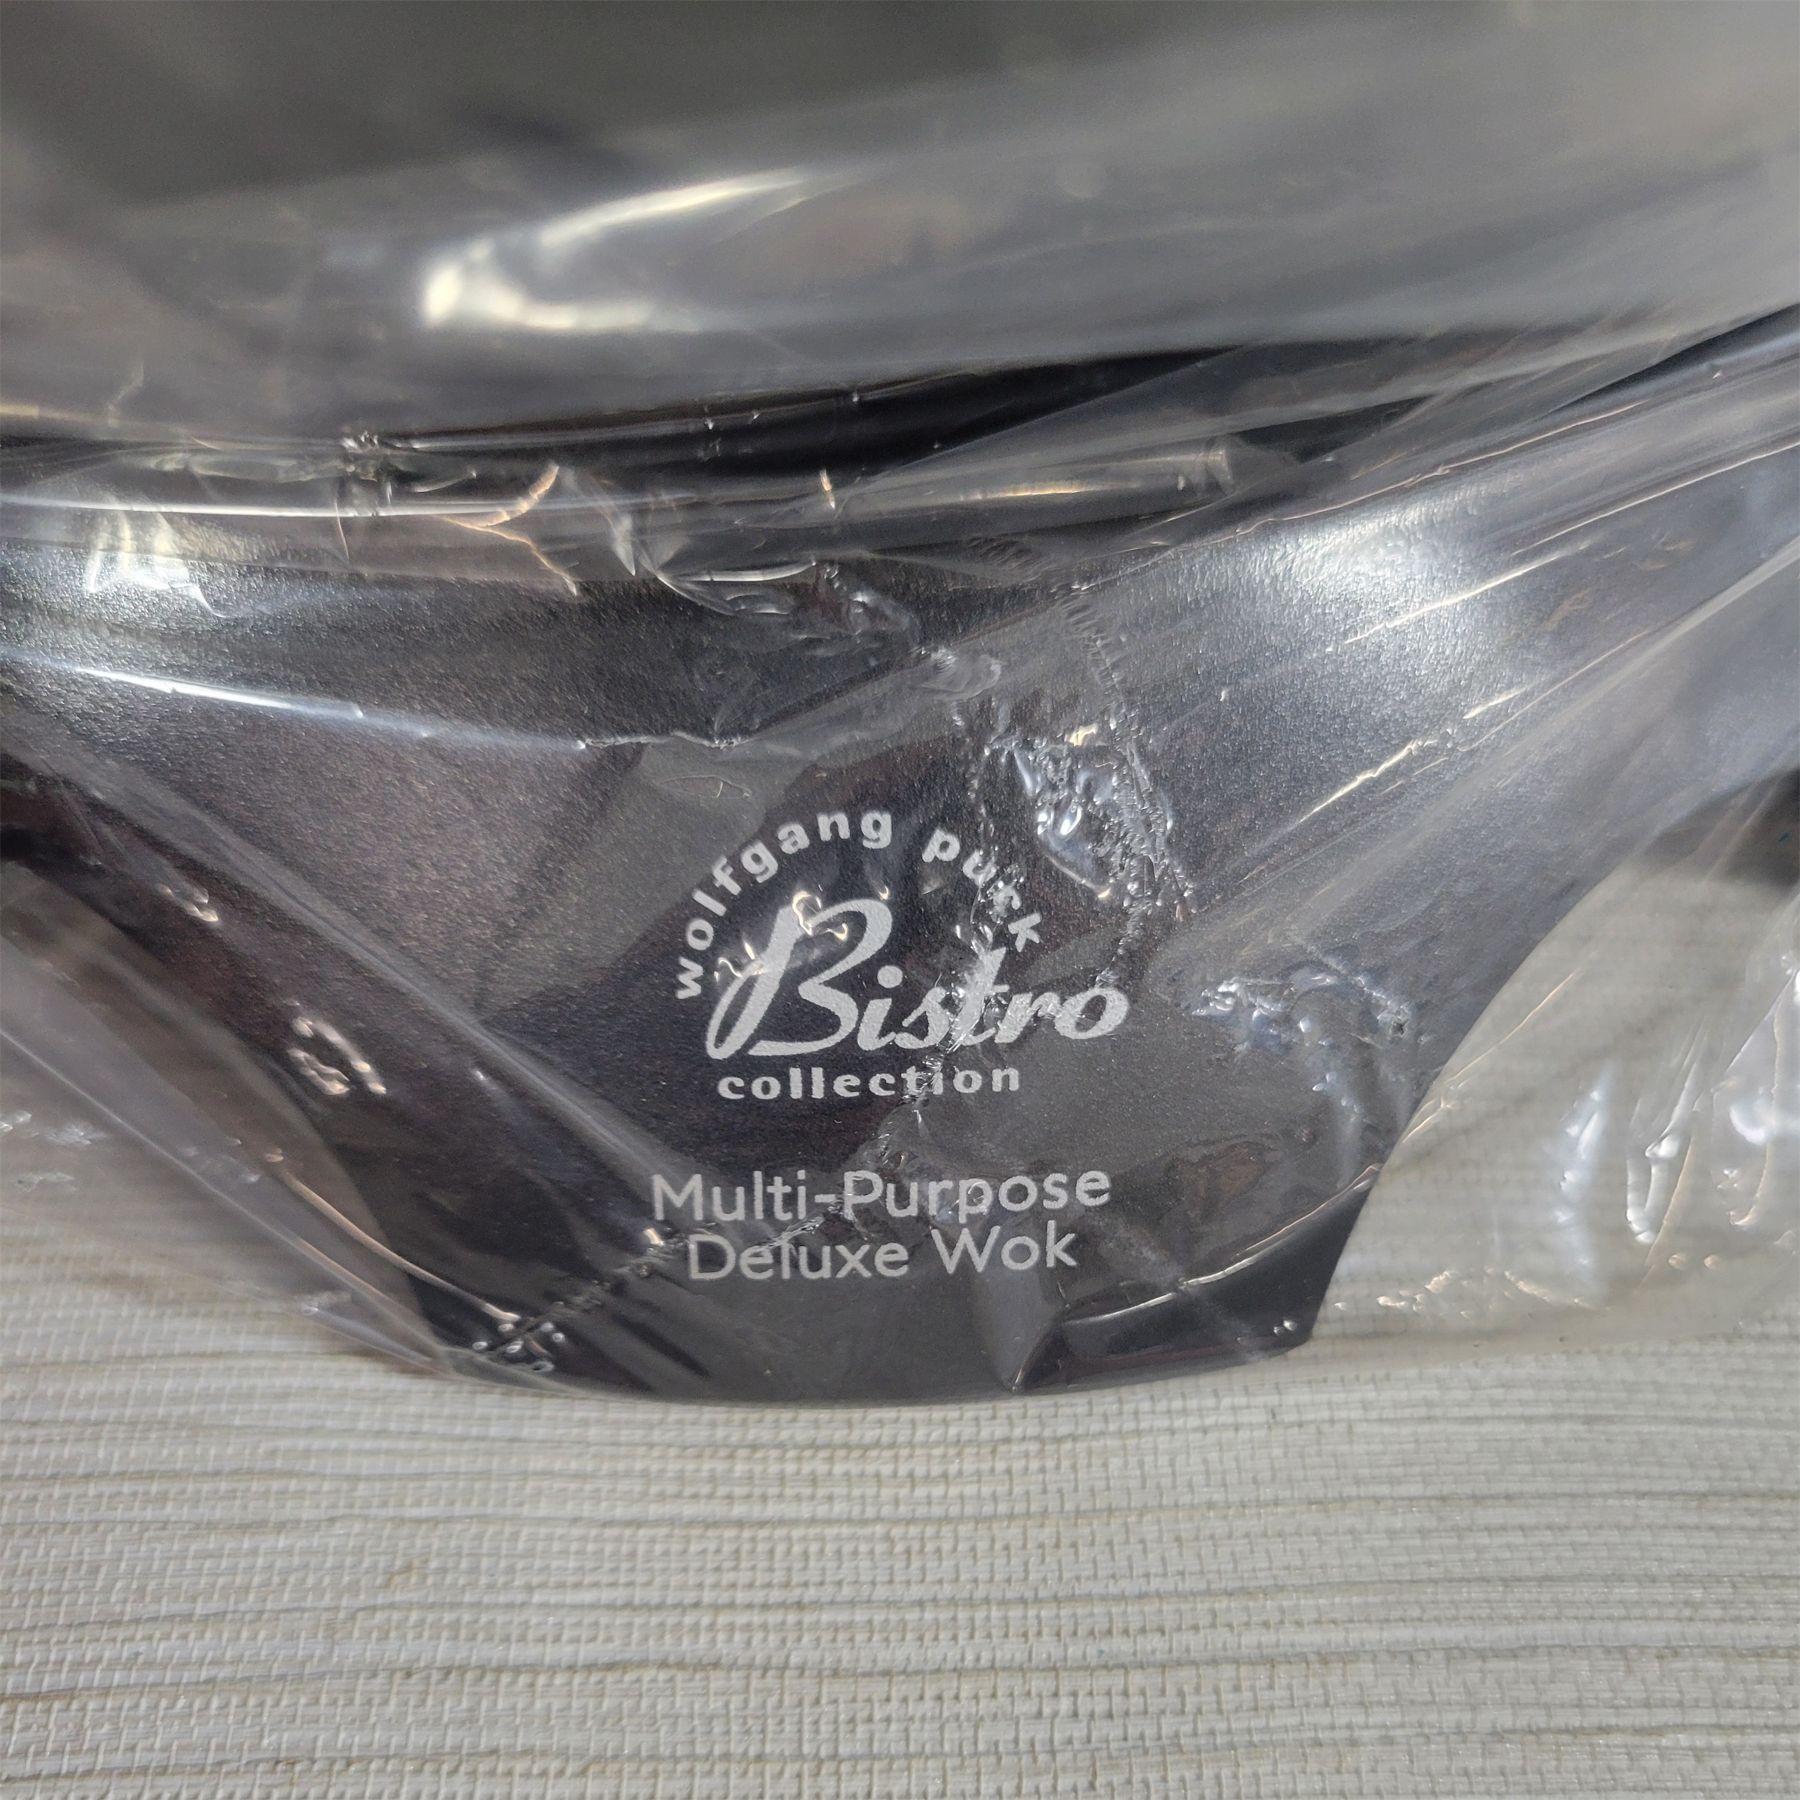 wolfgang puck
Bistro
collection
Multi-Purpose
Deluxe Wok